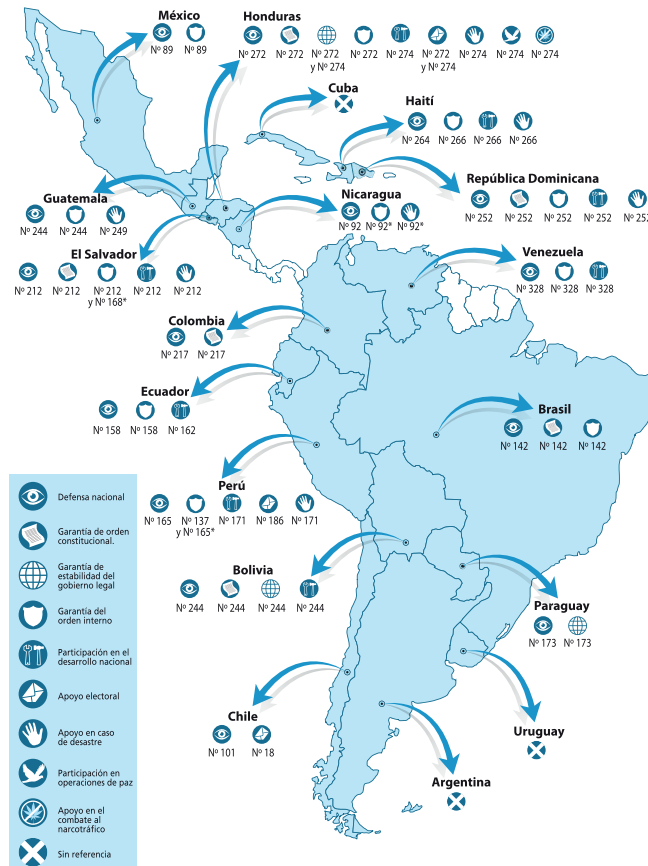 México
Nº 89 Nº 89
Honduras
Nº 272 Nº 272 Nº 272 Nº 272 Nº 274 Nº 272 Nº 274 Nº 274 Nº 274
y Nº 274 y Nº 274
Cuba
Haití
Nº 264 Nº 266 Nº 266 Nº 266
Guatemala
Nº 244 Nº 244 Nº 249
Nicaragua
Nº 92 Nº 92* Nº 92*
República Dominicana
Nº 252 Nº 252 Nº 252 Nº 252 Nº 252
El Salvador
Nº 212 Nº 212 Nº 212 Nº 212 Nº 212
y Nº 168*
Venezuela
Nº 328 Nº 328 Nº 328
Colombia
Nº 217 Nº 217
Ecuador
Nº 158 Nº 158 Nº 162
Brasil
Nº 142 Nº 142 Nº 142
Perú
Nº 165 Nº 137 Nº 171 Nº 186 Nº 171
y Nº 165*
Bolivia
Nº 244 Nº 244 Nº 244 Nº 244
Paraguay
Nº 173 Nº 173
Chile
Nº 101 Nº 18
Uruguay
Argentina
Defensa nacional
Garantía de orden
constitucional.
Garantía de
estabilidad del
gobierno legal
Garantía del
orden interno
Participación en el
desarrollo nacional
Apoyo electoral
Apoyo en caso
de desastre
Participación en
operaciones de paz
Apoyo en el
combate al
narcotráfico
Sin referencia